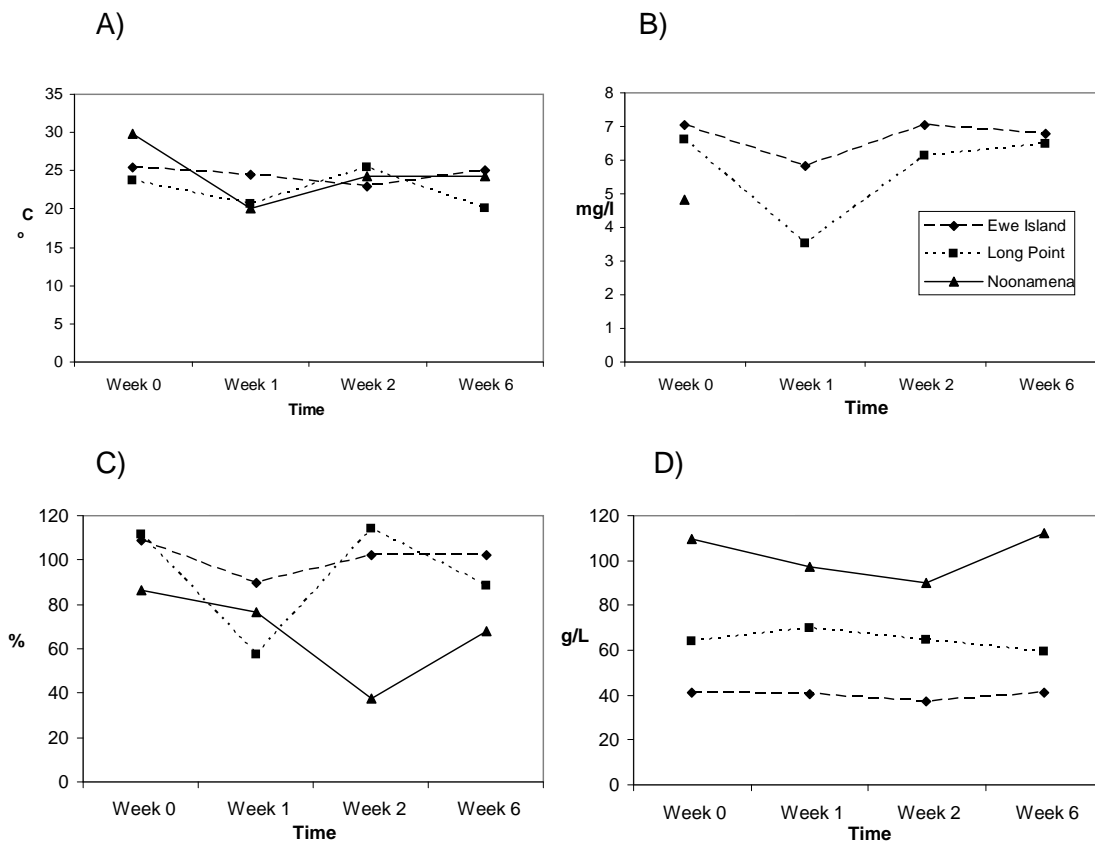 A)
35
30
25
20
15
10
5
0
C
°
Week 0 Week 1 Week 2 Week 6
Time
B)
8
7
6
5
4
3
2
1
0
mg/l
Ewe Island
Long Point
Noonamena
Week 0 Week 1 Week 2 Week 6
Time
C)
120
100
80
60
40
20
0
%
Week 0 Week 1 Week 2 Week 6
Time
D)
120
100
80
60
40
20
0
g/L
Week 0 Week 1 Week 2 Week 6
Time